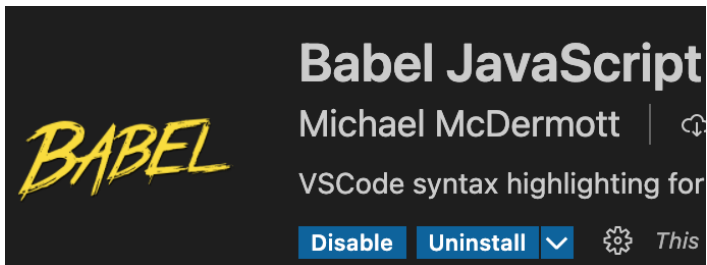 BABEL
Babel JavaScript
Michael McDermott
VSCode syntax highlighting for
Disable Uninstall This